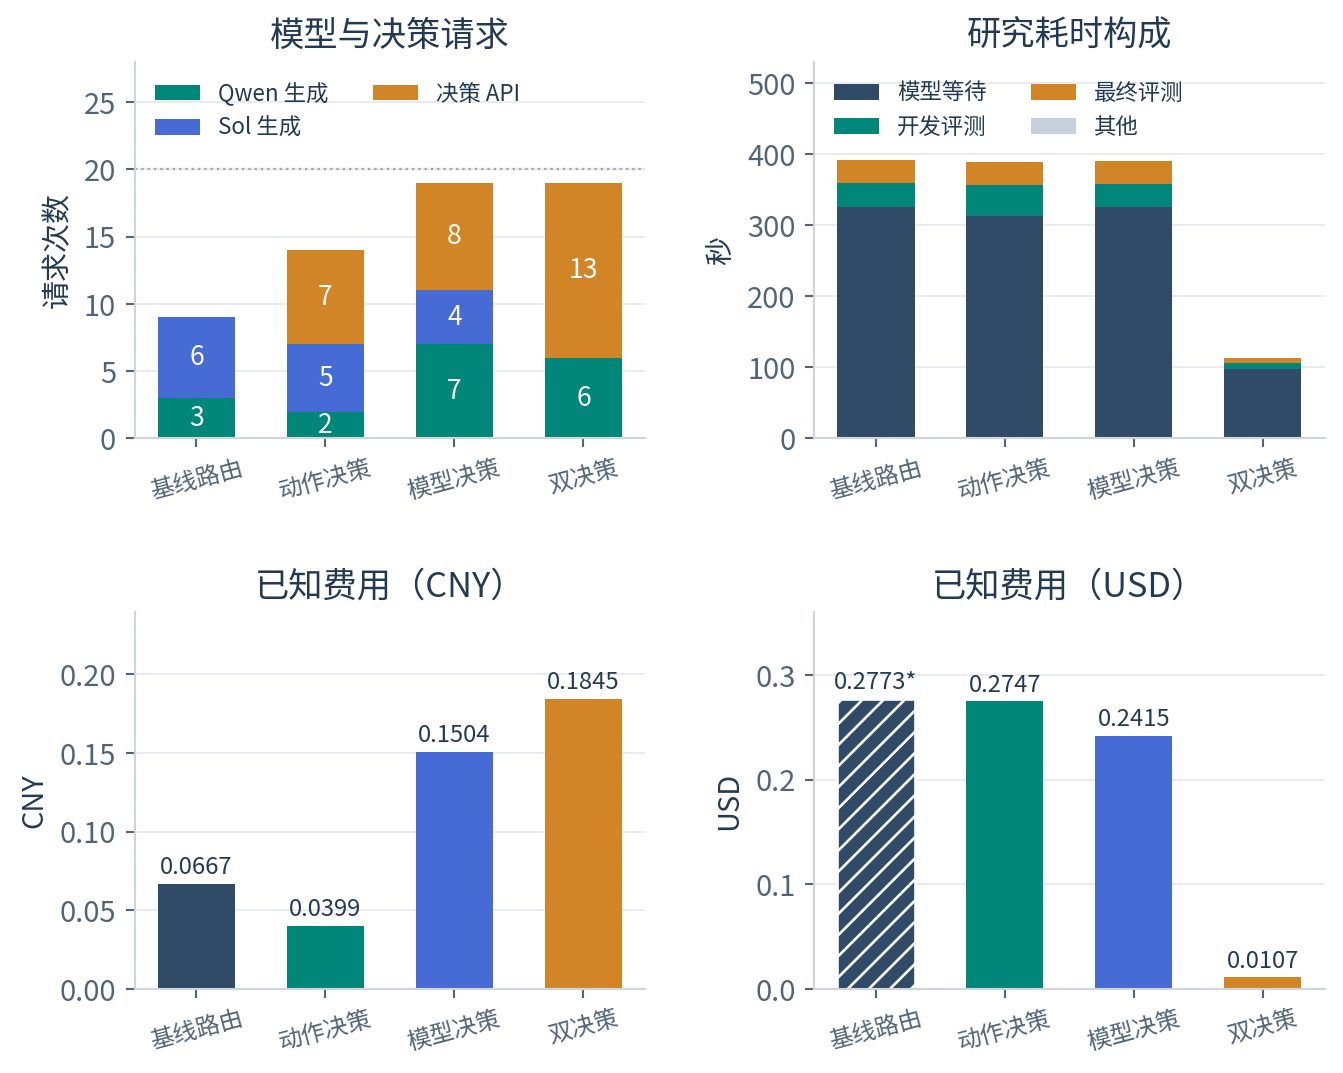 模型与决策请求
Qwen 生成
决策 API
Sol 生成
请求次数
25
20
15
10
5
0
6
3
7
5
2
8
4
7
13
6
基线路由
动作决策
模型决策
双决策
研究耗时构成
模型等待
最终评测
开发评测
其他
秒
500
400
300
200
100
0
基线路由
动作决策
模型决策
双决策
已知费用（CNY）
CNY
0.20
0.15
0.10
0.05
0.00
0.0667
0.0399
0.1504
0.1845
基线路由
动作决策
模型决策
双决策
已知费用（USD）
USD
0.3
0.2
0.1
0.0
0.2773*
0.2747
0.2415
0.0107
基线路由
动作决策
模型决策
双决策